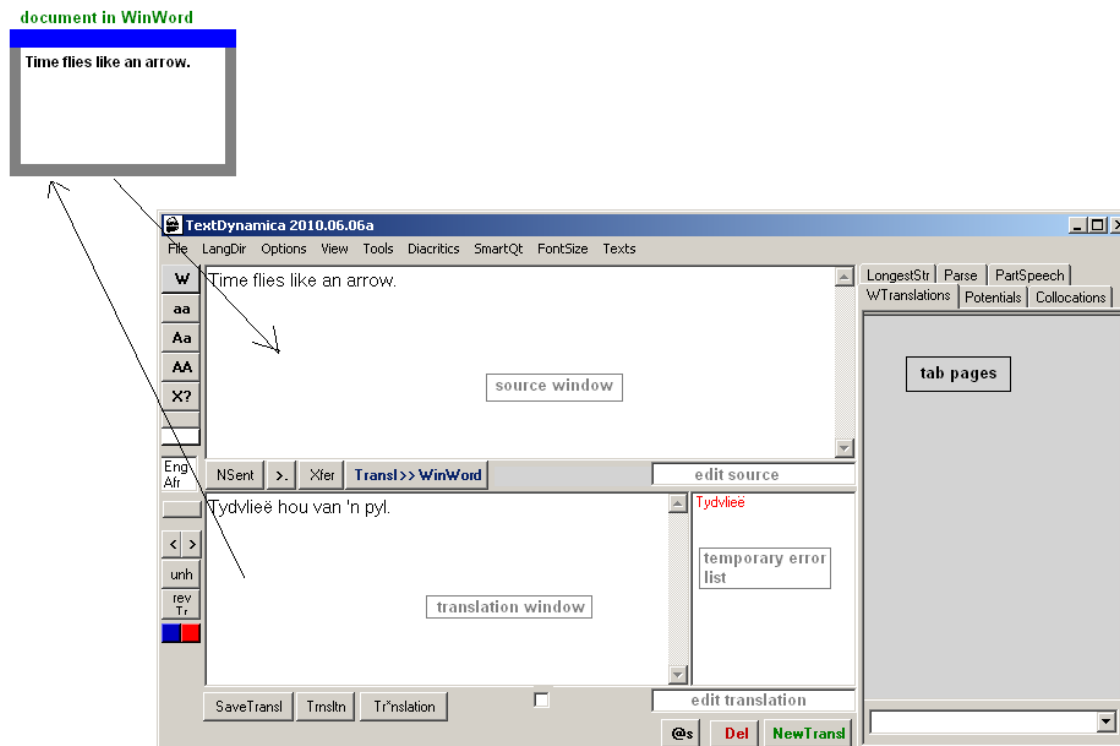 document in WinWord
Time flies like an arrow.
TextDynamica 2010.06.06a
File LangDir Options View Tools Diacritics SmartQt FontSize Texts
W
aa
Aa
AA
X?
Eng
Afr
< >
unh
rev
Tr
Time flies like an arrow.
source window
NSent >. Xfer Transl>>WinWord
edit source
Tydvlieë hou van 'n pyl.
translation window
Tydvlieë
temporary error
list
SaveTransl Trnsltn Tr*nslation
edit translation
@s Del NewTransl
LongestStr Parse PartSpeech
WTranslations Potentials Collocations
tab pages